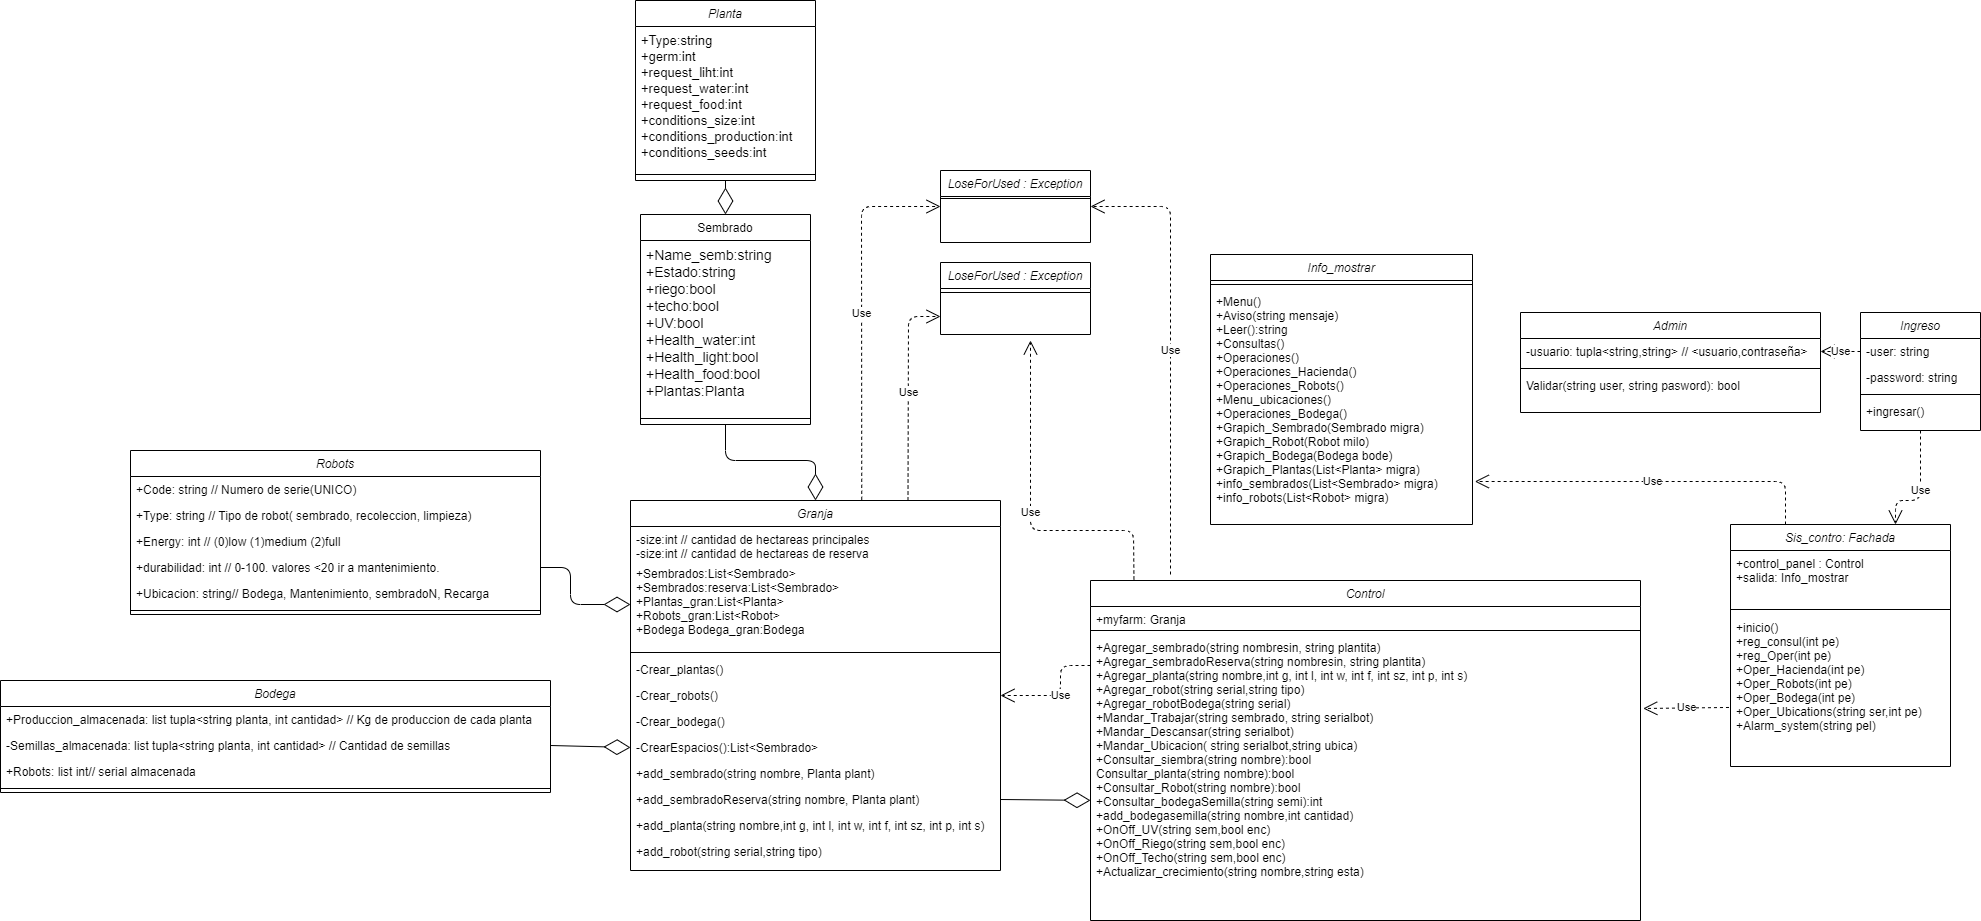 Planta
+Type:string
+germ:int
+request_liht:int
+request_water:int
+request_food:int
+conditions_size:int
+conditions_production:int
+conditions_seeds:int
Sembrado
+Name_semb:string
+Estado:string
+riego:bool
+techo:bool
+UV:bool
+Health_water:int
+Health_light:bool
+Health_food:bool
+Plantas:Planta
LoseForUsed : Exception
LoseForUsed : Exception
Use
Use
Use
Use
Info_mostrar
+Menu()
+Aviso(string mensaje)
+Leer():string
+Consultas()
+Operaciones()
+Operaciones_Hacienda()
+Operaciones_Robots()
+Menu_ubicaciones()
+Operaciones_Bodega()
+Grapich_Sembrado(Sembrado migra)
+Grapich_Robot(Robot milo)
+Grapich_Bodega(Bodega bode)
+Grapich_Plantas(List<Planta> migra)
+info_sembrados(List<Sembrado> migra)
+info_robots(List<Robot> migra)
Admin
-usuario: tupla<string,string> // <usuario,contraseña>
Validar(string user, string pasword): bool
Use
Ingreso
-user: string
-password: string
+ingresar()
Use
Use
Robots
+Code: string // Numero de serie(UNICO)
+Type: string // Tipo de robot( sembrado, recoleccion, limpieza)
+Energy: int // (0)low (1)medium (2)full
+durabilidad: int // 0-100. valores <20 ir a mantenimiento.
+Ubicacion: string// Bodega, Mantenimiento, sembradoN, Recarga
Bodega
+Produccion_almacenada: list tupla<string planta, int cantidad> // Kg de produccion de cada planta
-Semillas_almacenada: list tupla<string planta, int cantidad> // Cantidad de semillas
+Robots: list int// serial almacenada
Granja
-size:int // cantidad de hectareas principales
-size:int // cantidad de hectareas de reserva
+Sembrados:List<Sembrado>
+Sembrados:reserva:List<Sembrado>
+Plantas_gran:List<Planta>
+Robots_gran:List<Robot>
+Bodega Bodega_gran:Bodega
-Crear_plantas()
-Crear_robots()
-Crear_bodega()
-CrearEspacios():List<Sembrado>
+add_sembrado(string nombre, Planta plant)
+add_sembradoReserva(string nombre, Planta plant)
+add_planta(string nombre,int g, int l, int w, int f, int sz, int p, int s)
+add_robot(string serial,string tipo)
Use
Control
+myfarm: Granja
+Agregar_sembrado(string nombresin, string plantita)
+Agregar_sembradoReserva(string nombresin, string plantita)
+Agregar_planta(string nombre,int g, int l, int w, int f, int sz, int p, int s)
+Agregar_robot(string serial,string tipo)
+Agregar_robotBodega(string serial)
+Mandar_Trabajar(string sembrado, string serialbot)
+Mandar_Descansar(string serialbot)
+Mandar_Ubicacion( string serialbot,string ubica)
+Consultar_siembra(string nombre):bool
Consultar_planta(string nombre):bool
+Consultar_Robot(string nombre):bool
+Consultar_bodegaSemilla(string semi):int
+add_bodegasemilla(string nombre,int cantidad)
+OnOff_UV(string sem,bool enc)
+OnOff_Riego(string sem,bool enc)
+OnOff_Techo(string sem,bool enc)
+Actualizar_crecimiento(string nombre,string esta)
Use
Sis_contro: Fachada
+control_panel : Control
+salida: Info_mostrar
+inicio()
+reg_consul(int pe)
+reg_Oper(int pe)
+Oper_Hacienda(int pe)
+Oper_Robots(int pe)
+Oper_Bodega(int pe)
+Oper_Ubications(string ser,int pe)
+Alarm_system(string pel)